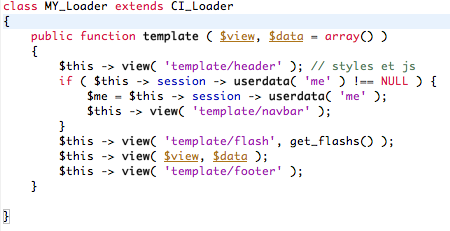 class MY_Loader extends CI_Loader
{
    public function template ( $view, $data = array() )
    {
        $this -> view( 'template/header' ); // styles et js
        if ( $this -> session -> userdata( 'me' ) !== NULL ) {
            $me = $this -> session -> userdata( 'me' );
            $this -> view( 'template/navbar' );
        }
        $this -> view( 'template/flash', get_flashs() );
        $this -> view( $view, $data );
        $this -> view( 'template/footer' );
    }

}